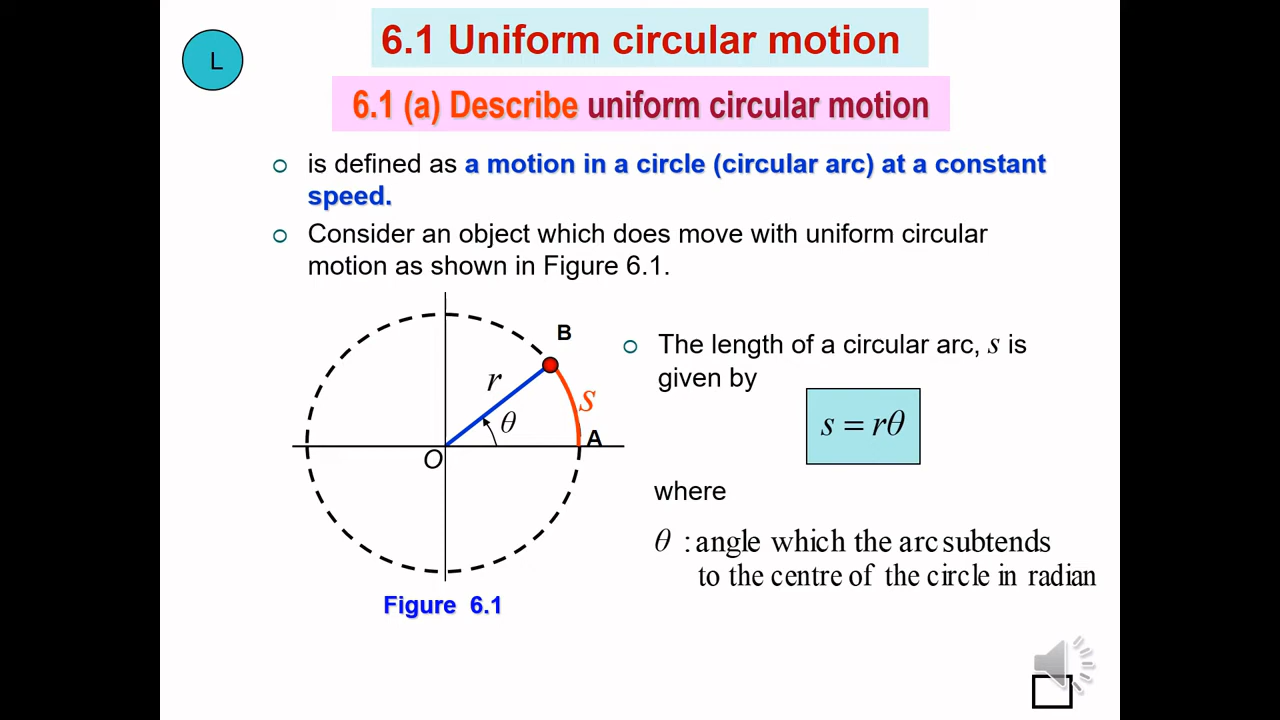 L
6.1 Uniform circular motion
6.1 (a) Describe uniform circular motion
is defined as a motion in a circle (circular arc) at a constant
speed.
Consider an object which does move with uniform circular
motion as shown in Figure 6.1.
B
r
s
θ
A
O
Figure 6.1
The length of a circular arc, s is
given by
s = rθ
where
θ : angle which the arc subtends
to the centre of the circle in radian